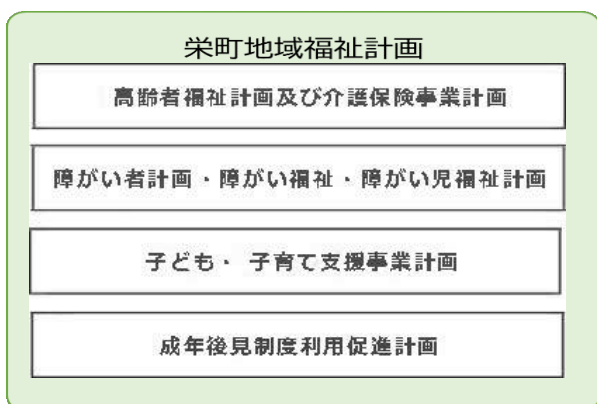 栄町地域福祉計画
高齢者福祉計画及び介護保険事業計画
障がい者計画・障がい福祉・障がい児福祉計画
子ども・ 子育て支援事業計画
成年後見制度利用促進計画